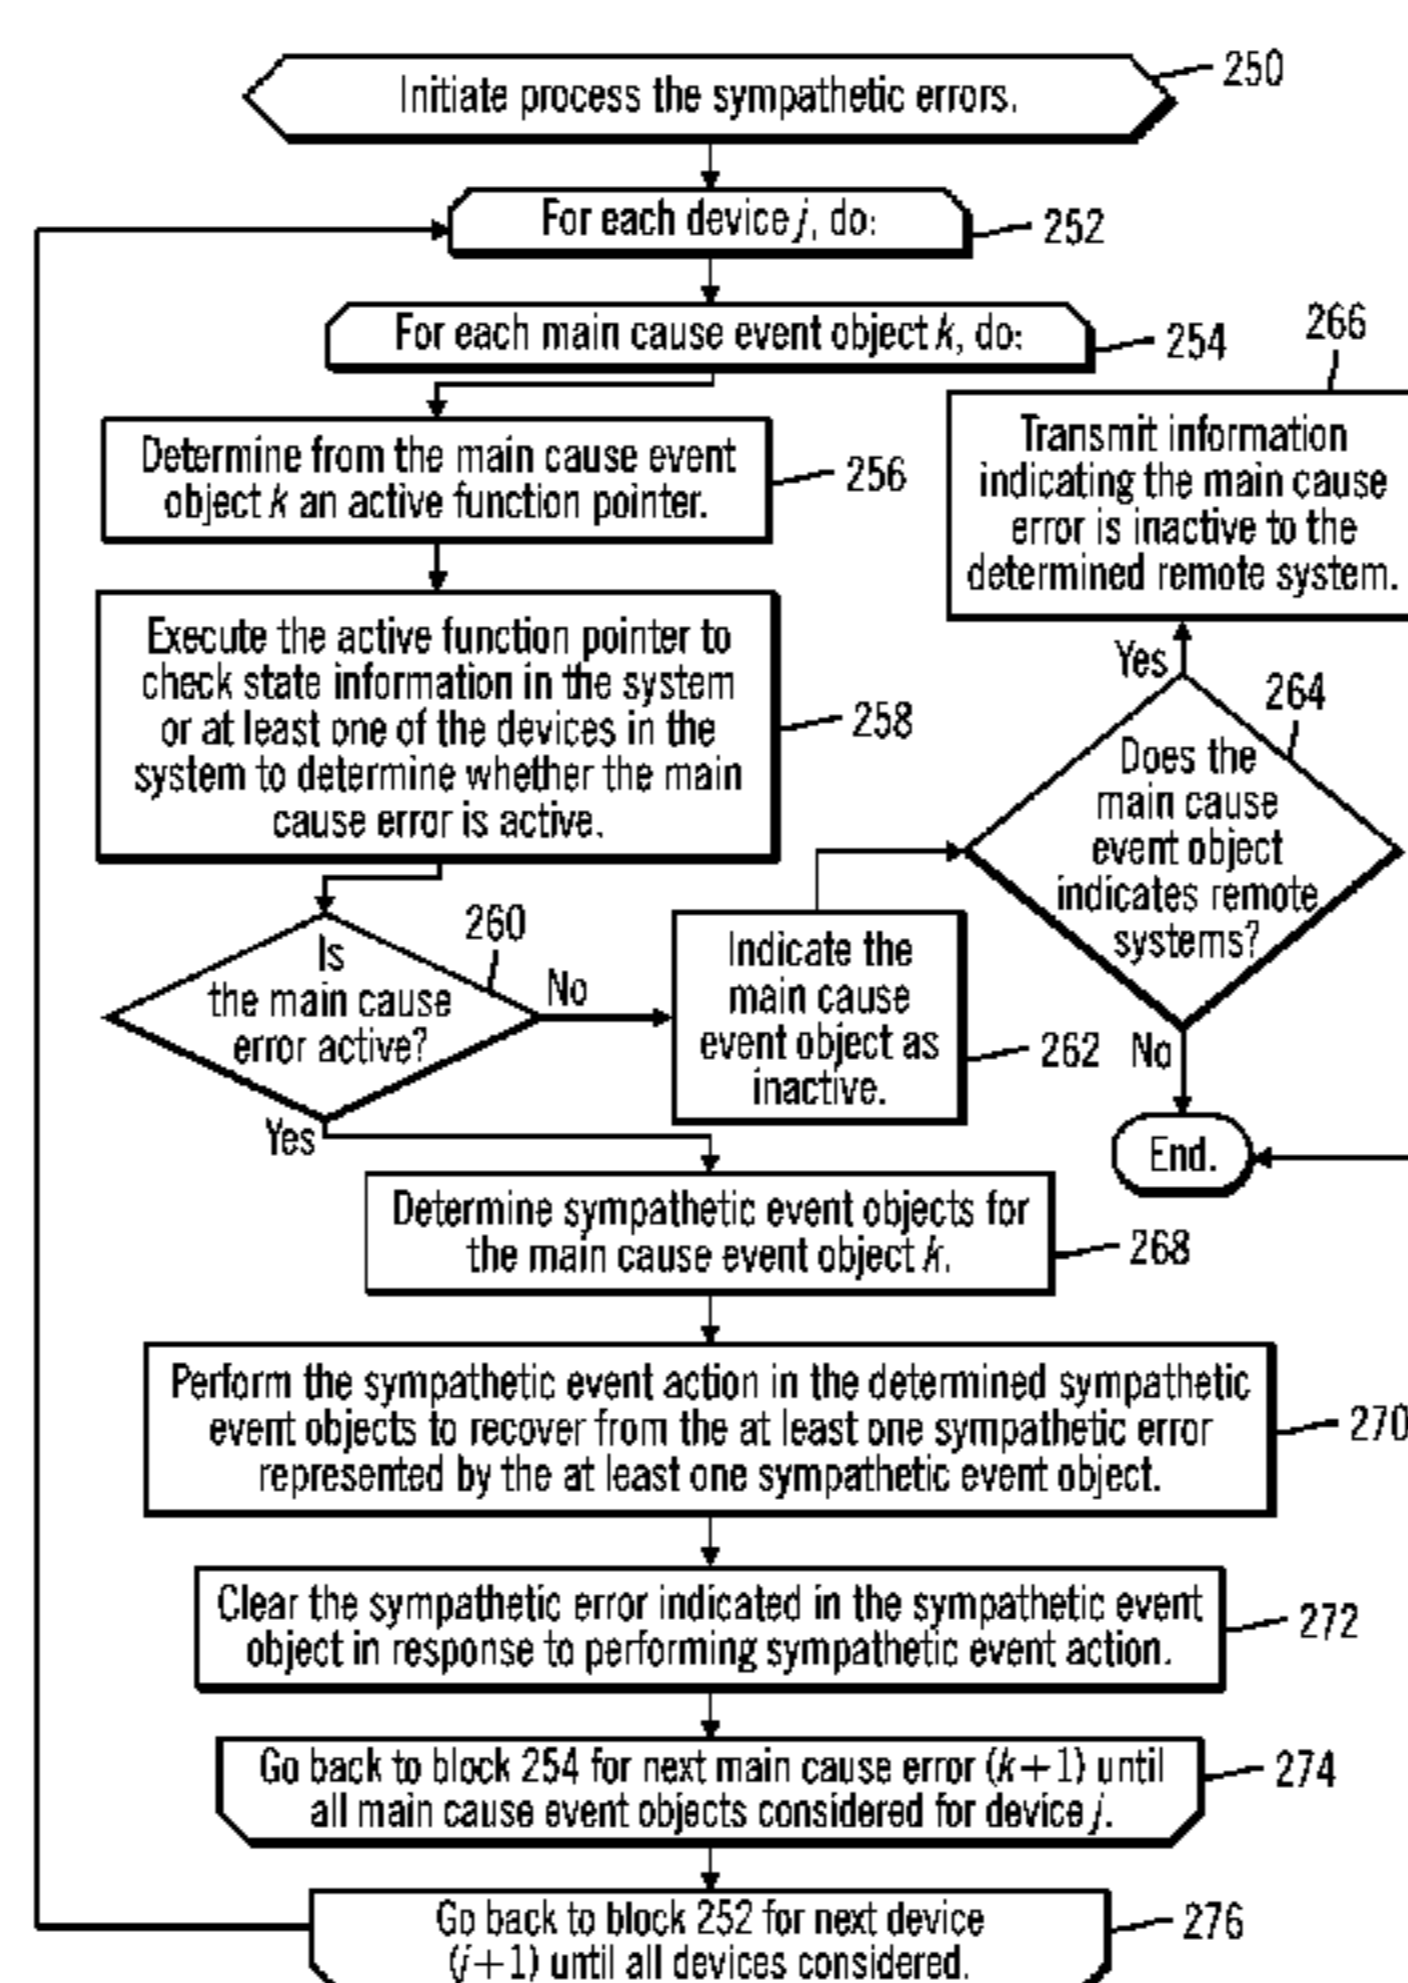 Initiate process the sympathetic errors.
250
For each device j, do:
252
For each main cause event object k, do:
254
Determine from the main cause event
object k an active function pointer.
256
Execute the active function pointer to
check state information in the system
or at least one of the devices in the
system to determine whether the main
cause error is active.
258
Is
the main cause
error active?
260
No
Yes
Indicate the
main cause
event object as
inactive.
262
Does the
main cause
event object
indicates remote
systems?
264
Yes
No
Transmit information
indicating the main cause
error is inactive to the
determined remote system.
266
End.
Determine sympathetic event objects for
the main cause event object k.
268
Perform the sympathetic event action in the determined sympathetic
event objects to recover from the at least one sympathetic error
represented by the at least one sympathetic event object.
270
Clear the sympathetic error indicated in the sympathetic event
object in response to performing sympathetic event action.
272
Go back to block 254 for next main cause error (k+1) until
all main cause event objects considered for device j.
274
Go back to block 252 for next device
(j+1) until all devices considered.
276